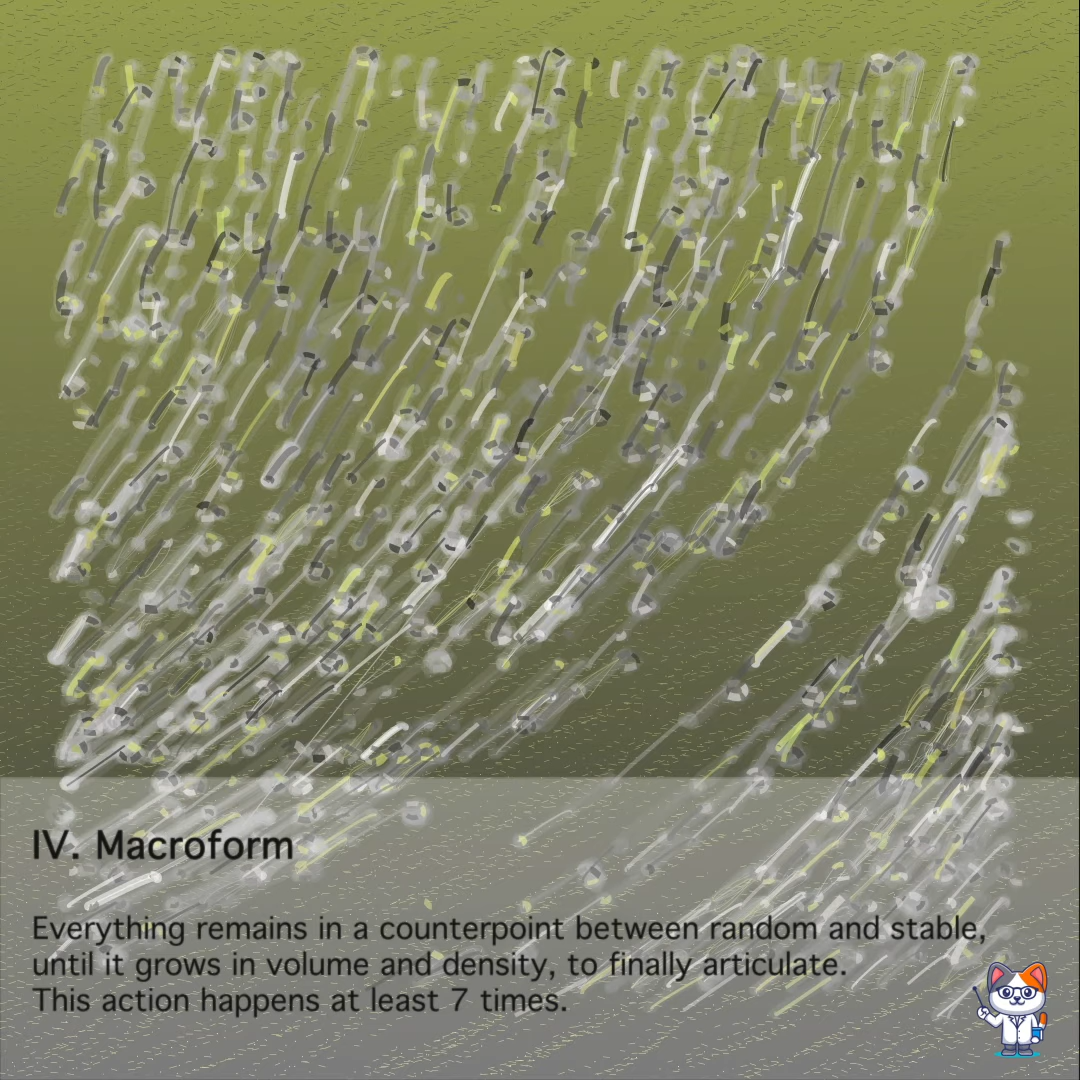 IV. Macroform
Everything remains in a counterpoint between random and stable,
until it grows in volume and density, to finally articulate.
This action happens at least 7 times.